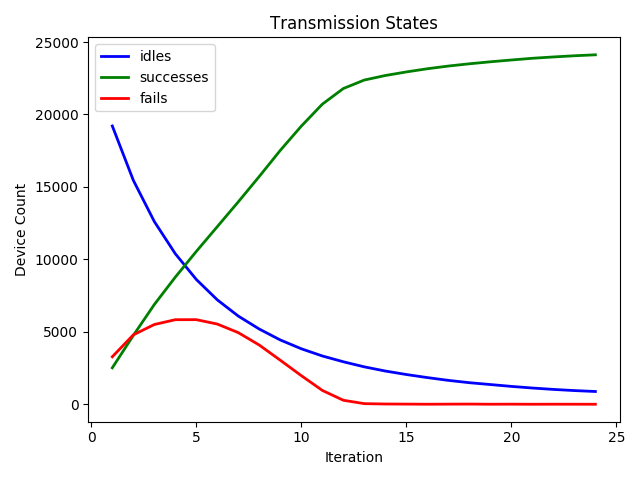 Transmission States
idles
successes
fails
Device Count
25000
20000
15000
10000
5000
0
0 5 10 15 20 25
Iteration